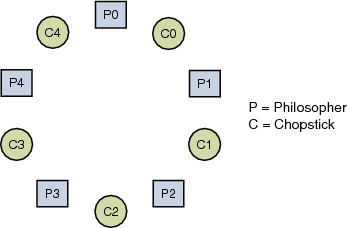 P0
C4
C0
P4
P1
P = Philosopher
C = Chopstick
C3
C1
P3
P2
C2